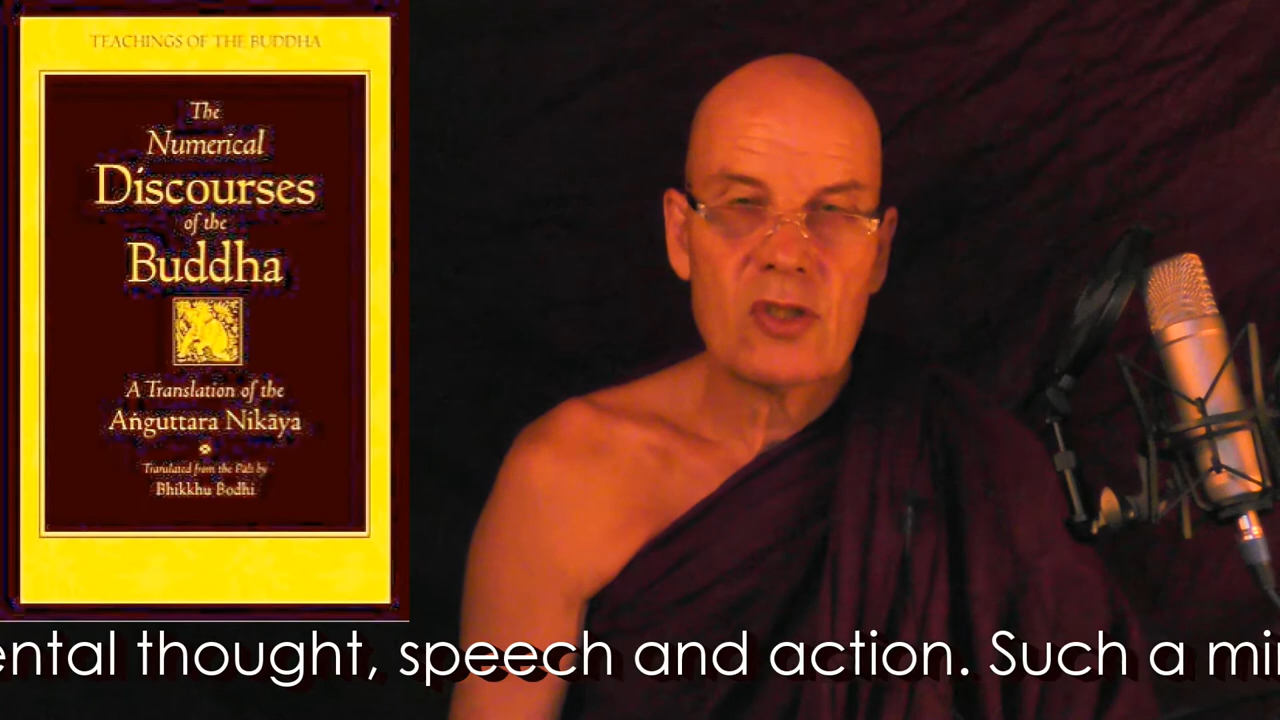 TEACHINGS OF THE BUDDHA
The
Numerical
Discourses
of the
Buddha
A Translation of the
Aṅguttara Nikāya
Translated from the Pāli by
Bhikkhu Bodhi
ental thought, speech and action. Such a mi